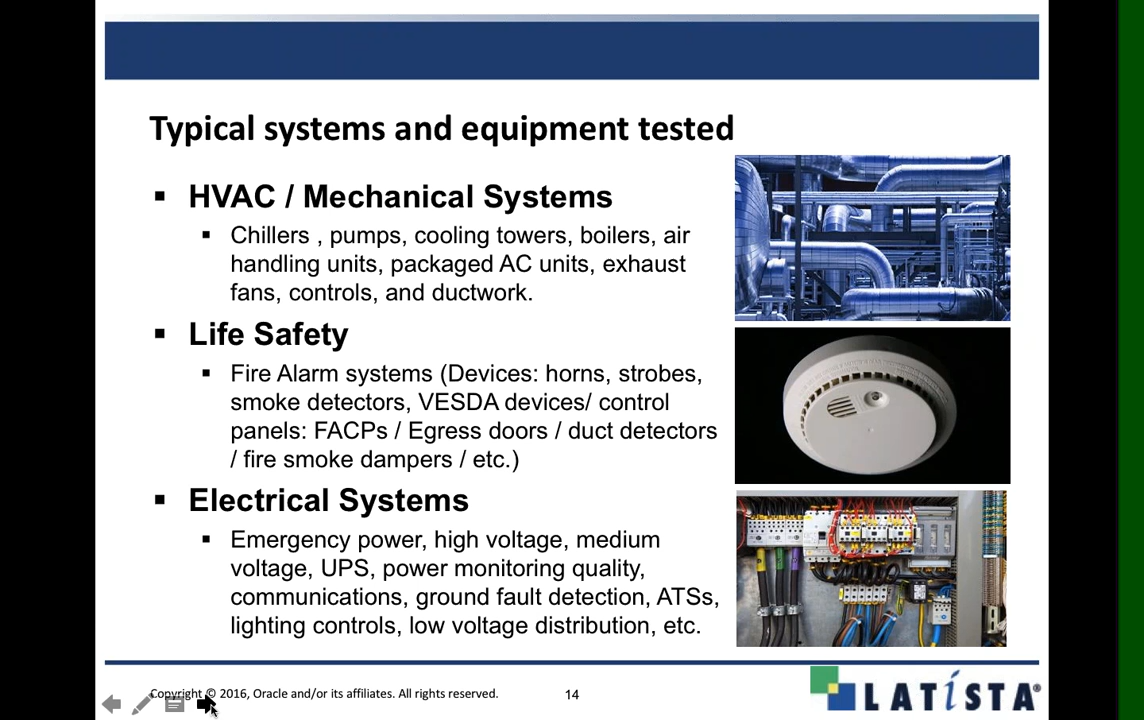 Typical systems and equipment tested
HVAC / Mechanical Systems
Chillers , pumps, cooling towers, boilers, air
handling units, packaged AC units, exhaust
fans, controls, and ductwork.
Life Safety
Fire Alarm systems (Devices: horns, strobes,
smoke detectors, VESDA devices/ control
panels: FACPs / Egress doors / duct detectors
/ fire smoke dampers / etc.)
Electrical Systems
Emergency power, high voltage, medium
voltage, UPS, power monitoring quality,
communications, ground fault detection, ATSs,
lighting controls, low voltage distribution, etc.
Copyright © 2016, Oracle and/or its affiliates. All rights reserved.
14
LATiSTA®